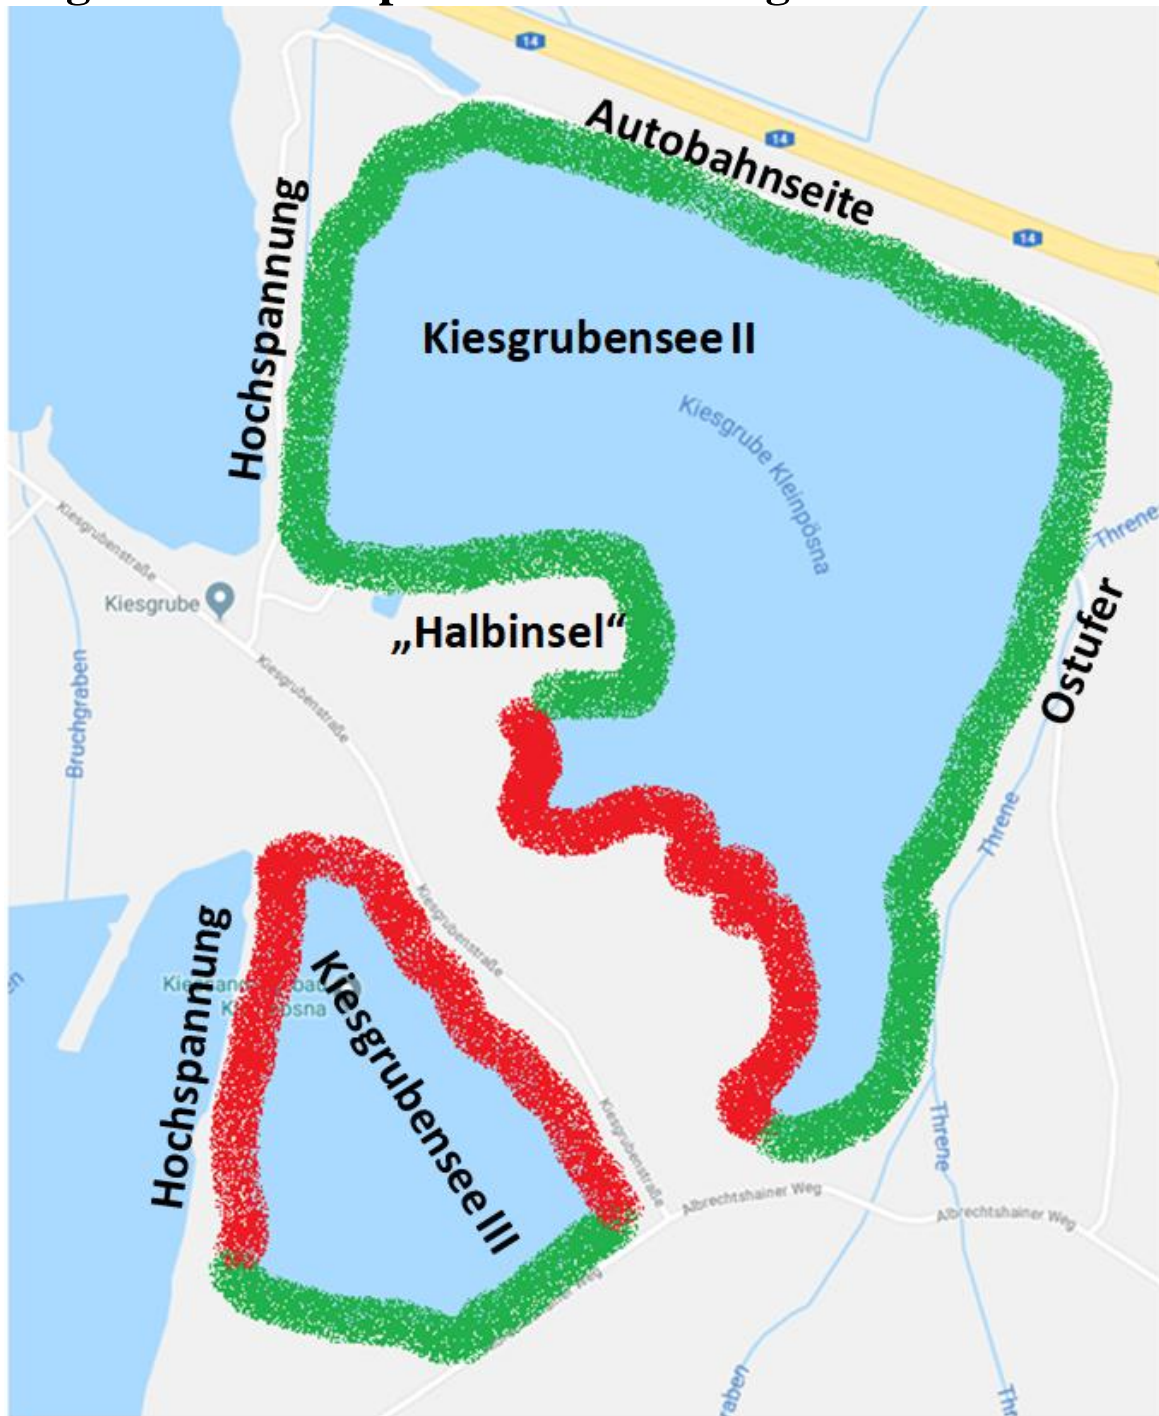 14
14
14
Autobahnseite
Hochspannung
Kiesgrubensee II
Kiesgrube Kleinpösna
Threne
Kiesgrubenstraße
Kiesgrube
„Halbinsel“
Ostufer
Kiesgrubenstraße
Bruchgraben
Threne
Kiesgrubenstraße
Hochspannung
Kiesgrubensee III
Kiesgrubenstraße
Threne
Albrechtshainer Weg
Albrechtshainer Weg
Weg